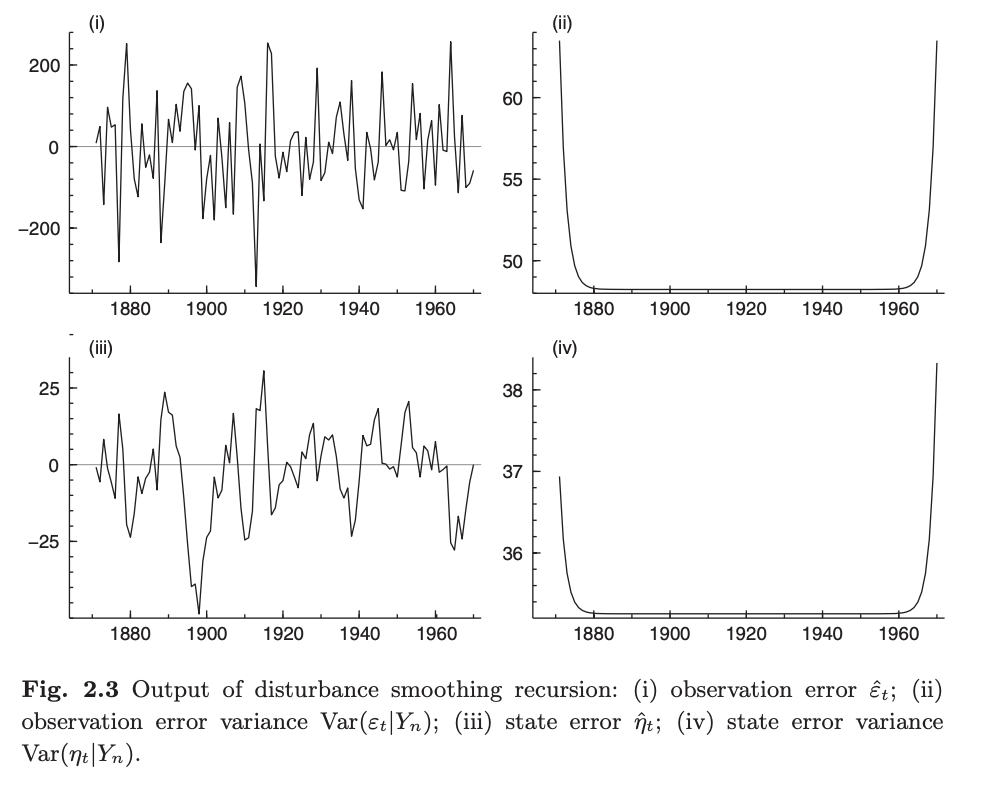 (i)
200
0
−200
1880 1900 1920 1940 1960
(ii)
60
55
50
1880 1900 1920 1940 1960
(iii)
25
0
−25
1880 1900 1920 1940 1960
(iv)
38
37
36
1880 1900 1920 1940 1960
Fig. 2.3 Output of disturbance smoothing recursion: (i) observation error ε̂ₜ; (ii)
observation error variance Var(εₜ|Yₙ); (iii) state error η̂ₜ; (iv) state error variance
Var(ηₜ|Yₙ).